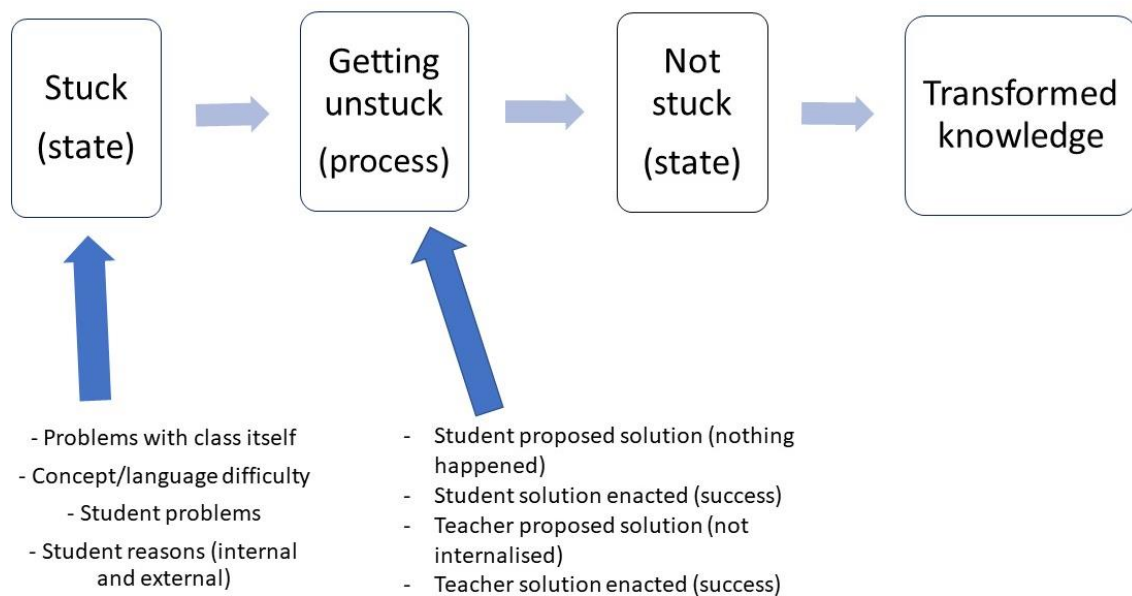 Stuck
(state)
Getting
unstuck
(process)
Not
stuck
(state)
Transformed
knowledge
- Problems with class itself
- Concept/language difficulty
- Student problems
- Student reasons (internal
and external)
- Student proposed solution (nothing
happened)
- Student solution enacted (success)
- Teacher proposed solution (not
internalised)
- Teacher solution enacted (success)